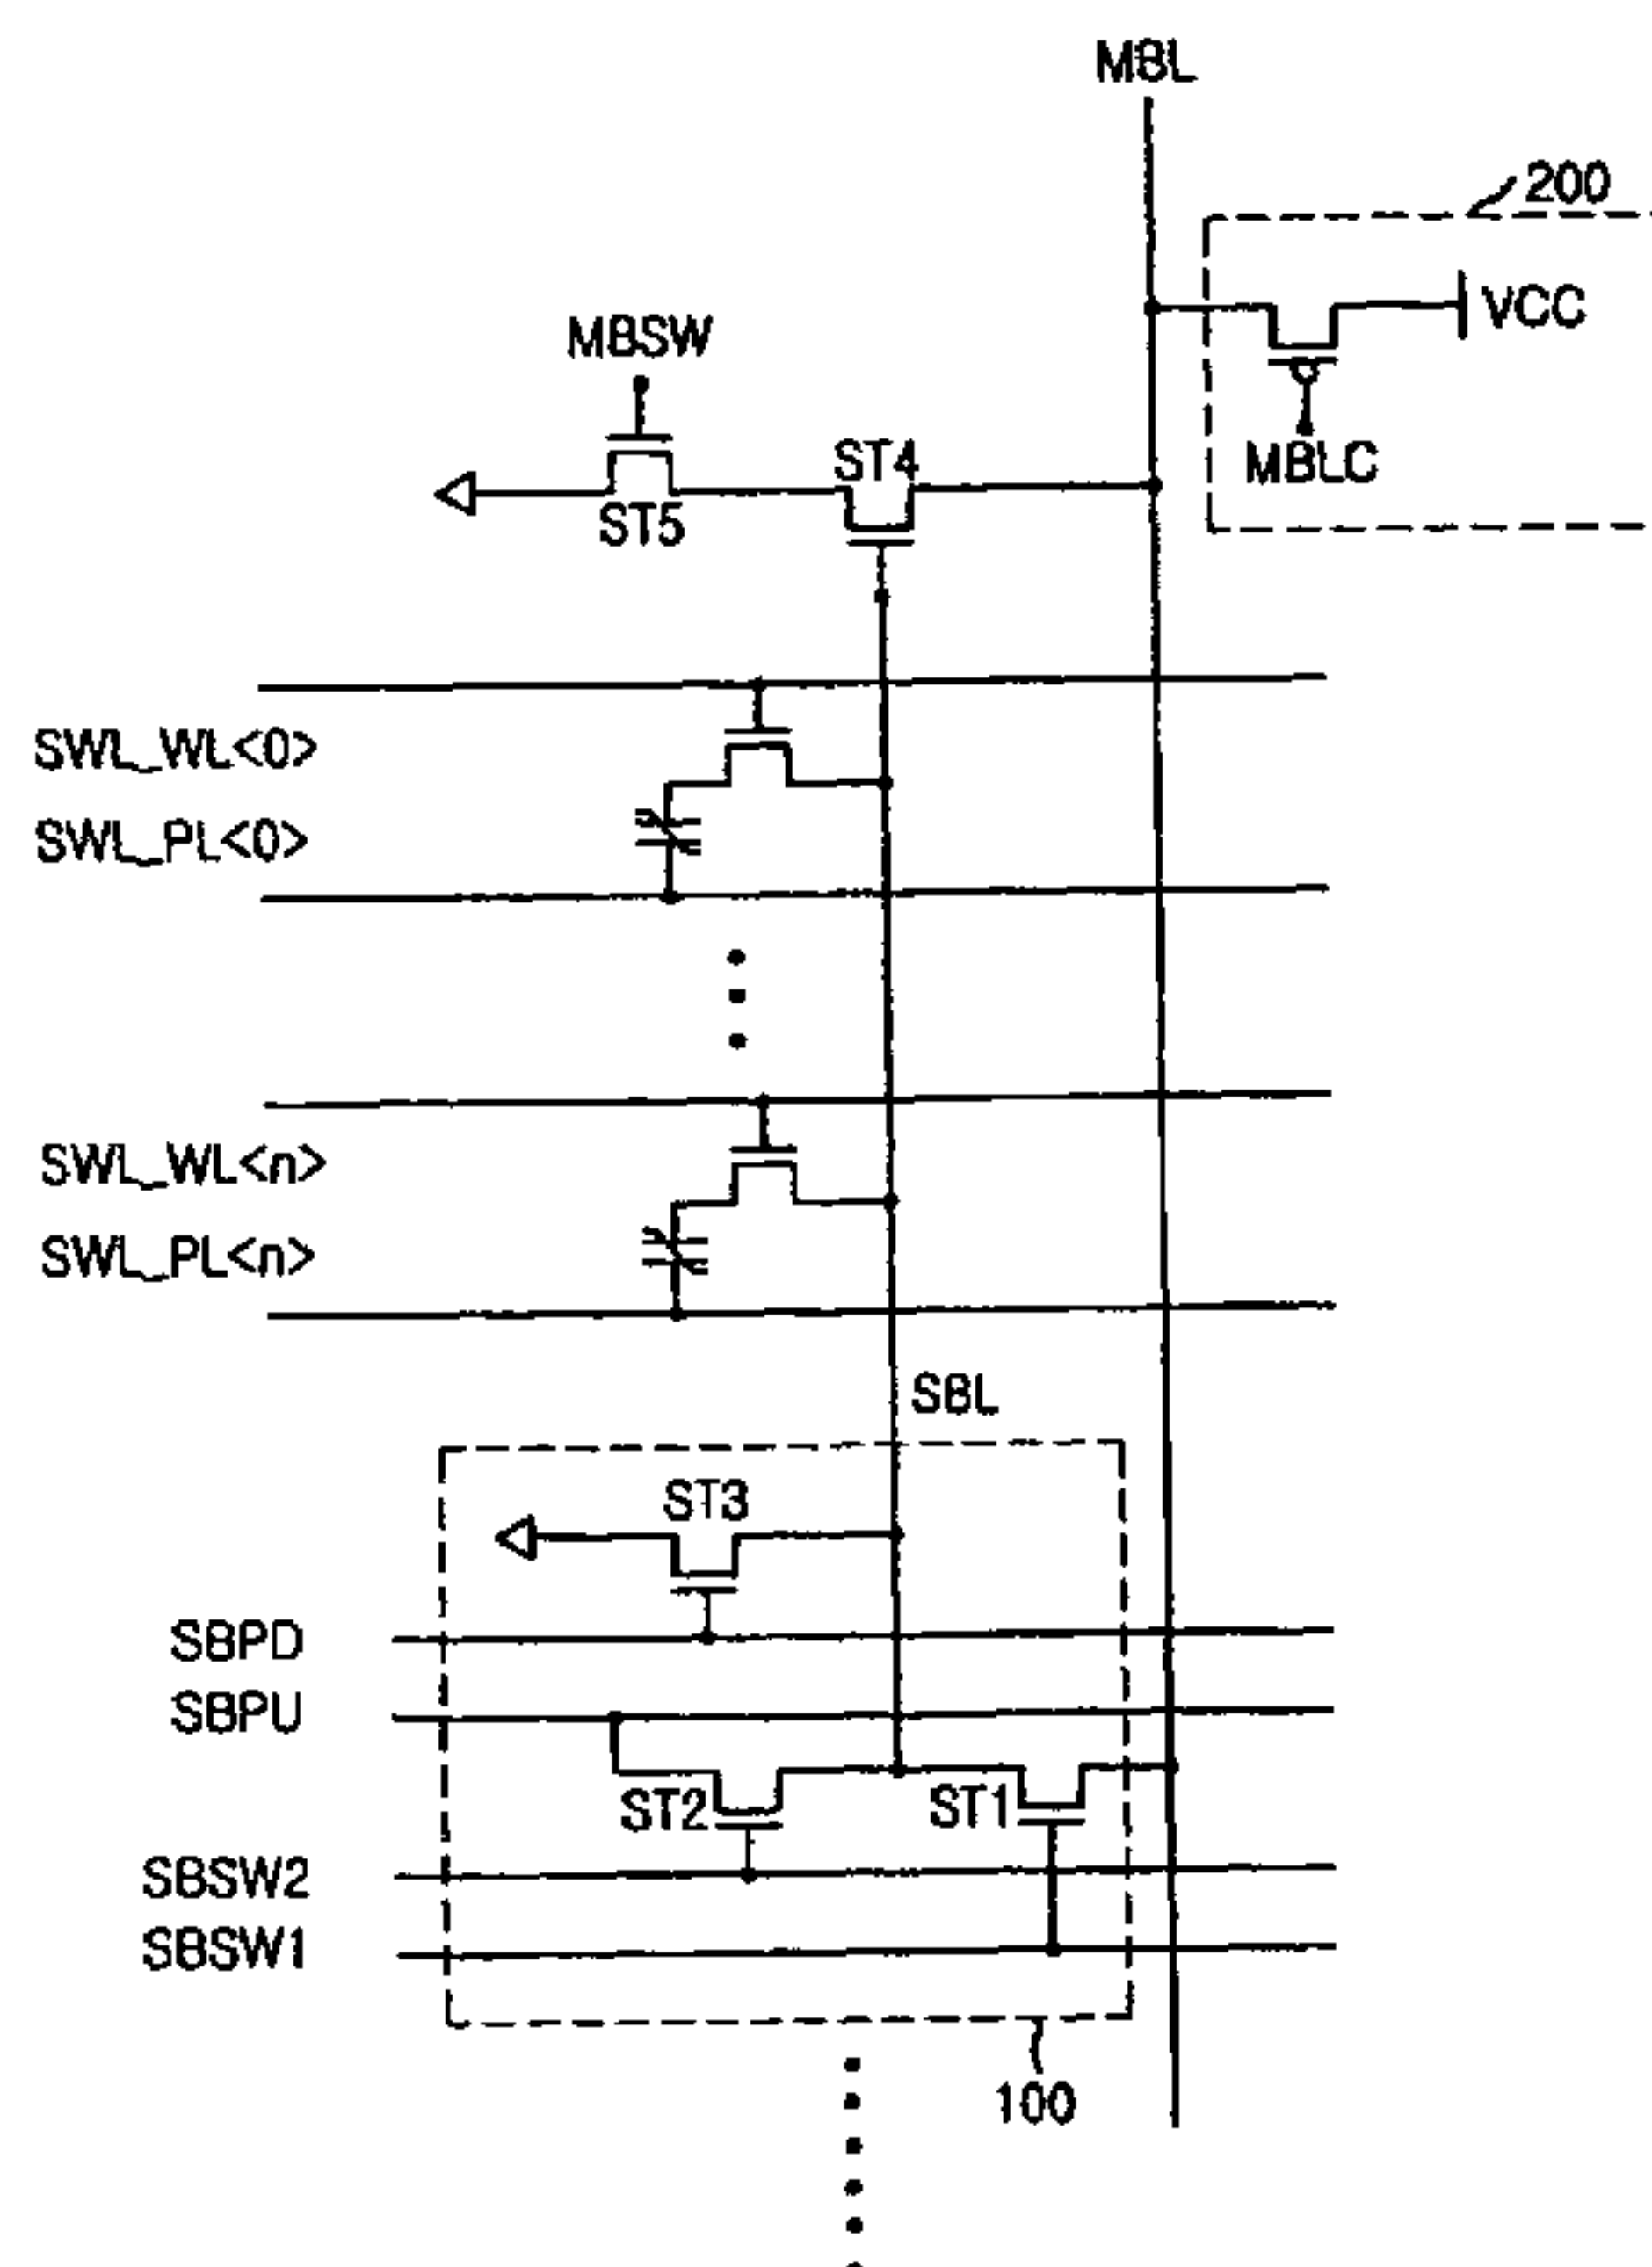 MBL
200
VCC
MBSW
MBLC
ST4
ST5
SWL_WL<0>
SWL_PL<0>
SWL_WL<n>
SWL_PL<n>
SBL
ST3
SBPD
SBPU
ST2
ST1
SBSW2
SBSW1
100